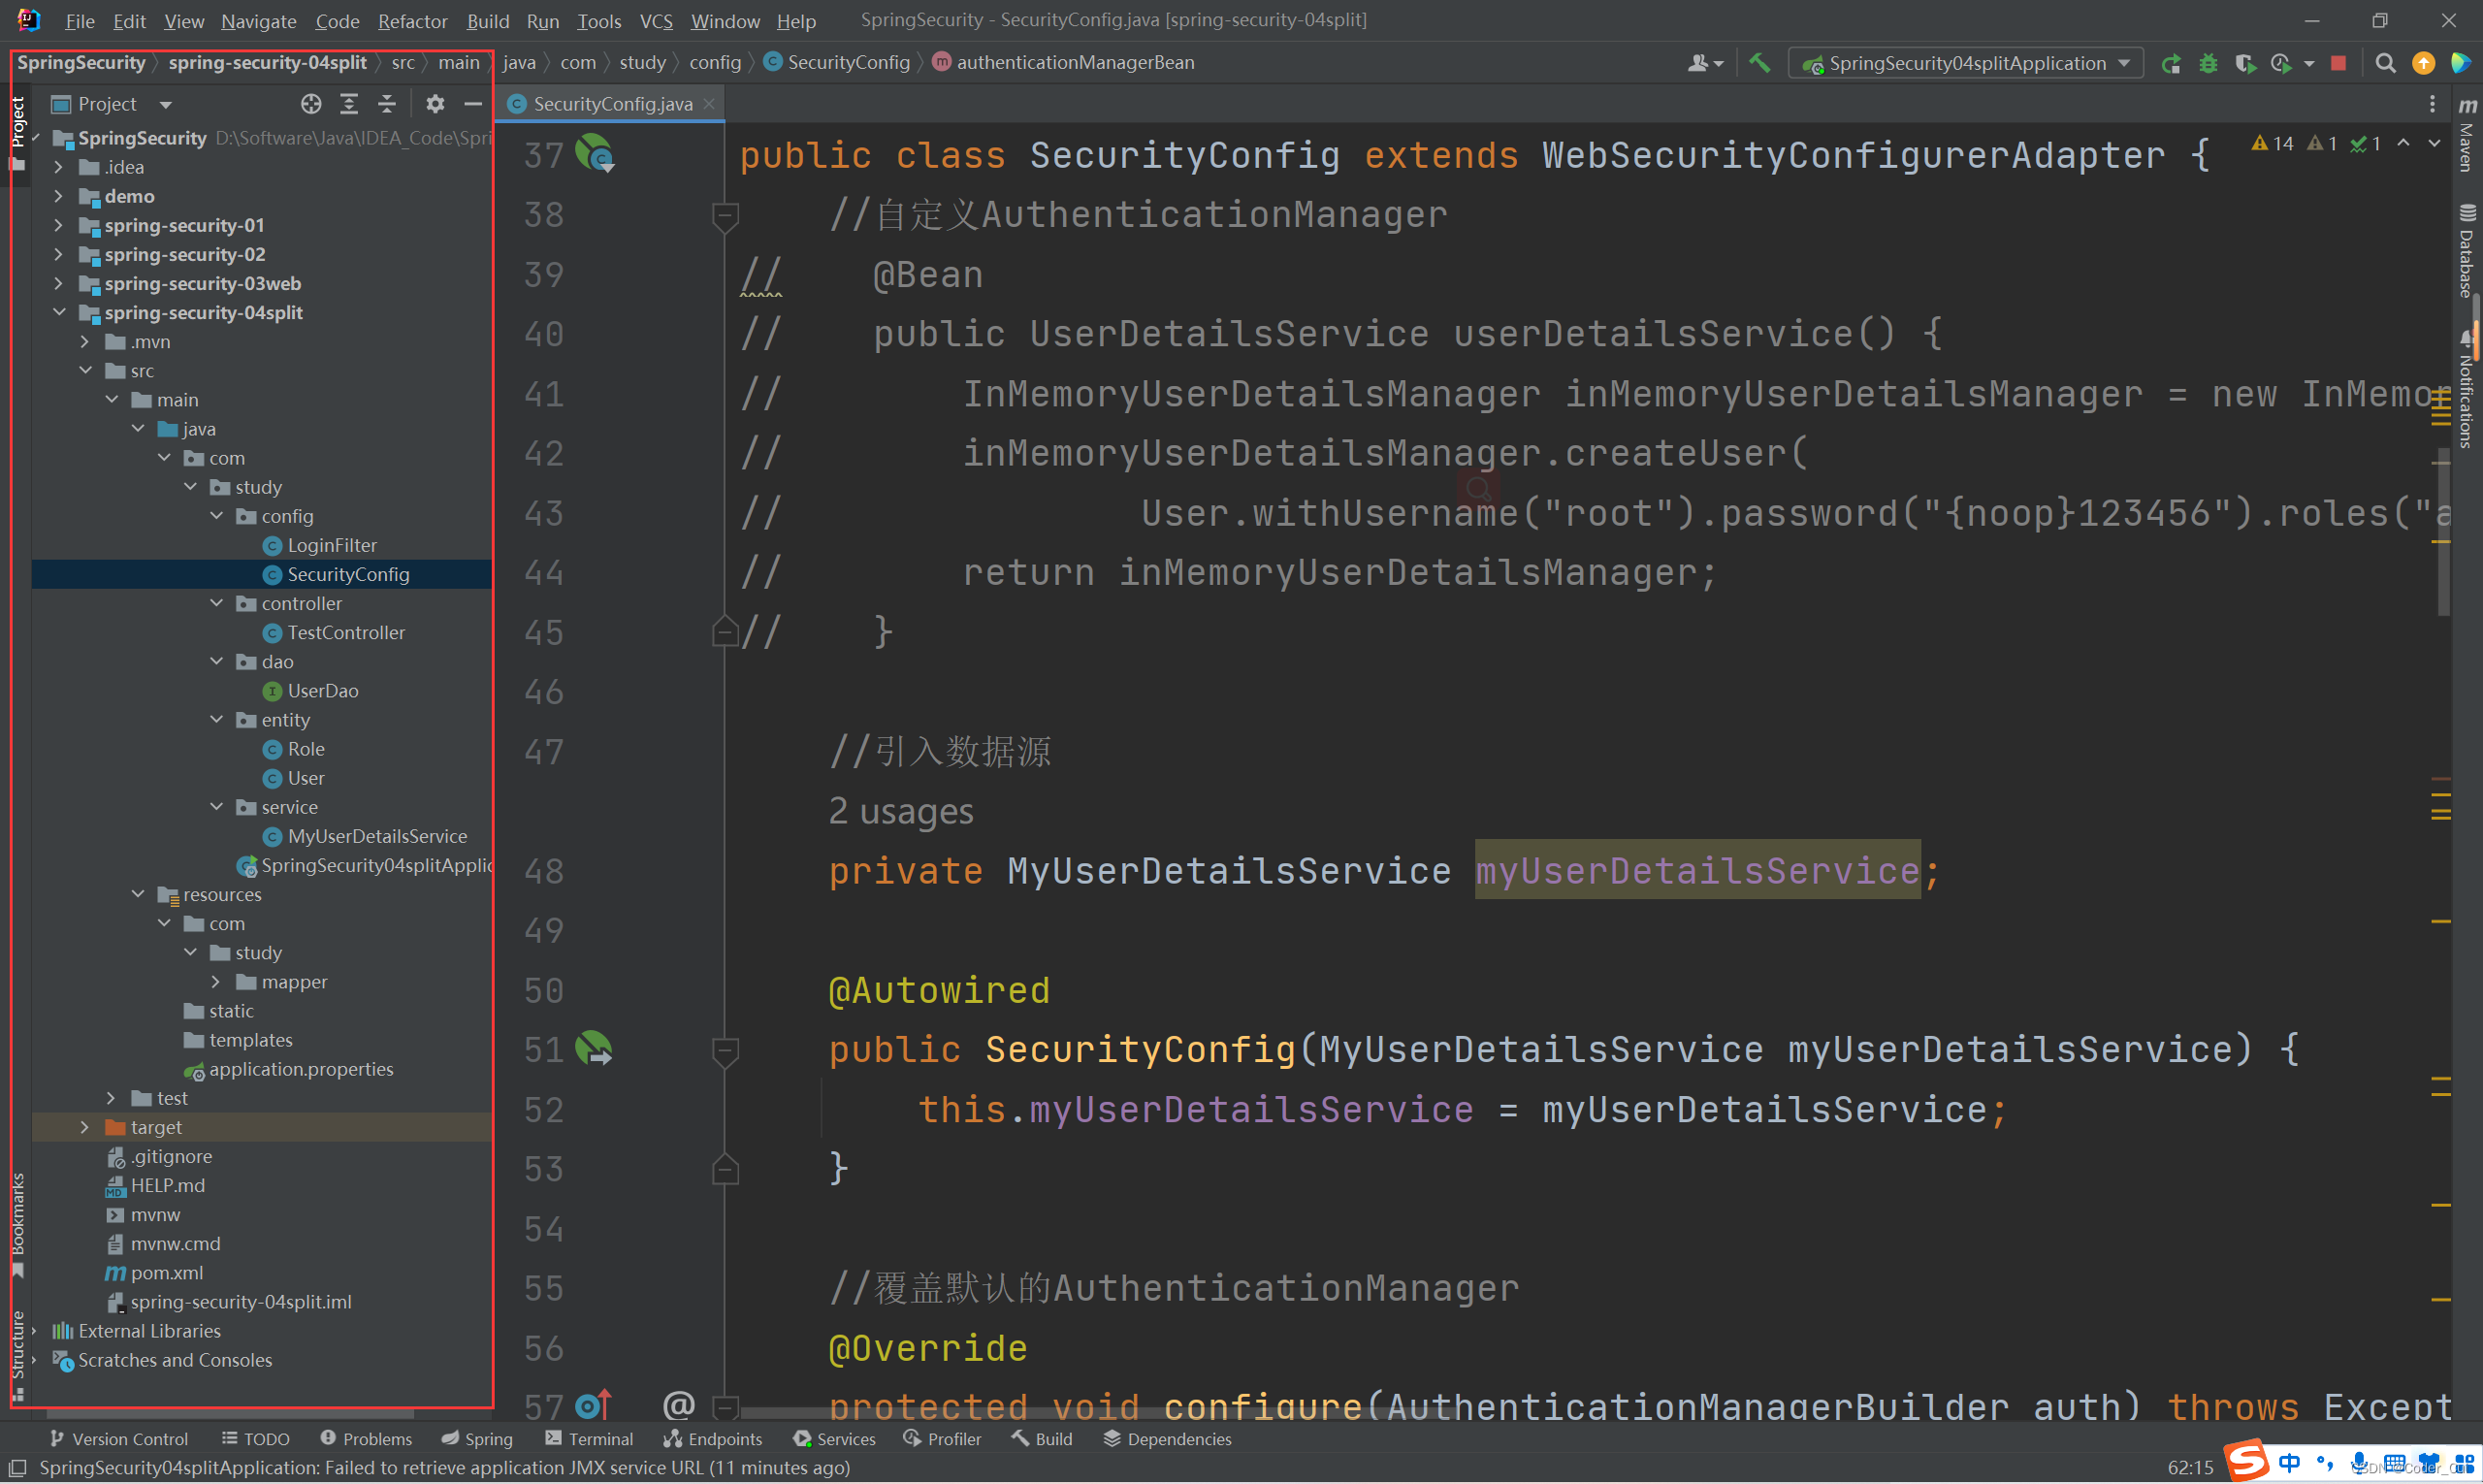 File Edit View Navigate Code Refactor Build Run Tools VCS Window Help SpringSecurity - SecurityConfig.java [spring-security-04split]
SpringSecurity spring-security-04split src main java com study config SecurityConfig authenticationManagerBean SpringSecurity04splitApplication
Project
SecurityConfig.java
Project
SpringSecurity D:\Software\Java\IDEA_Code\Spri
.idea
demo
spring-security-01
spring-security-02
spring-security-03web
spring-security-04split
.mvn
src
main
java
com
study
config
LoginFilter
SecurityConfig
controller
TestController
dao
UserDao
entity
Role
User
service
MyUserDetailsService
SpringSecurity04splitApplic
resources
com
study
mapper
static
templates
application.properties
test
target
.gitignore
HELP.md
mvnw
mvnw.cmd
pom.xml
spring-security-04split.iml
External Libraries
Scratches and Consoles
Bookmarks
Structure
14 1 1
37 public class SecurityConfig extends WebSecurityConfigurerAdapter {
38 //自定义AuthenticationManager
39 // @Bean
40 // public UserDetailsService userDetailsService() {
41 // InMemoryUserDetailsManager inMemoryUserDetailsManager = new InMemor
42 // inMemoryUserDetailsManager.createUser(
43 // User.withUsername("root").password("{noop}123456").roles("a
44 // return inMemoryUserDetailsManager;
45 // }
46
47 //引入数据源
2 usages
48 private MyUserDetailsService myUserDetailsService;
49
50 @Autowired
51 public SecurityConfig(MyUserDetailsService myUserDetailsService) {
52 this.myUserDetailsService = myUserDetailsService;
53 }
54
55 //覆盖默认的AuthenticationManager
56 @Override
57 @ protected void configure(AuthenticationManagerBuilder auth) throws Except
Maven
Database
Notifications
Version Control TODO Problems Spring Terminal Endpoints Services Profiler Build Dependencies
SpringSecurity04splitApplication: Failed to retrieve application JMX service URL (11 minutes ago) 62:15
中